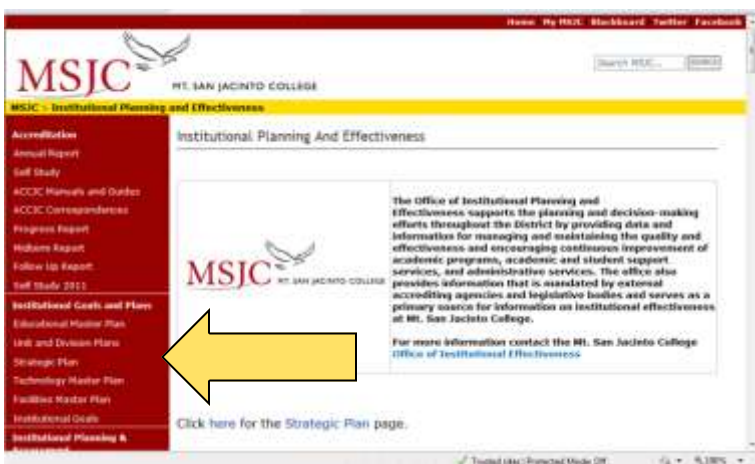 Home My MSJC Blackboard Twitter Facebook
MSJC
MT. SAN JACINTO COLLEGE
Search MSJC...
SEARCH
MSJC > Institutional Planning and Effectiveness
Accreditation
Annual Report
Self Study
ACCJC Manuals and Guides
ACCJC Correspondences
Progress Report
Midterm Report
Follow Up Report
Self Study 2011
Institutional Goals and Plans
Educational Master Plan
Unit and Division Plans
Strategic Plan
Technology Master Plan
Facilities Master Plan
Institutional Goals
Institutional Planning &
Assessment
Institutional Planning And Effectiveness
MSJC MT. SAN JACINTO COLLEGE
The Office of Institutional Planning and
Effectiveness supports the planning and decision-making
efforts throughout the District by providing data and
information for managing and maintaining the quality and
effectiveness and encouraging continuous improvement of
academic programs, academic and student support
services, and administrative services. The office also
provides information that is mandated by external
accrediting agencies and legislative bodies and serves as a
primary source for information on institutional effectiveness
at Mt. San Jacinto College.
For more information contact the Mt. San Jacinto College
Office of Institutional Effectiveness
Click here for the Strategic Plan page.
Trusted sites | Protected Mode: Off
100%